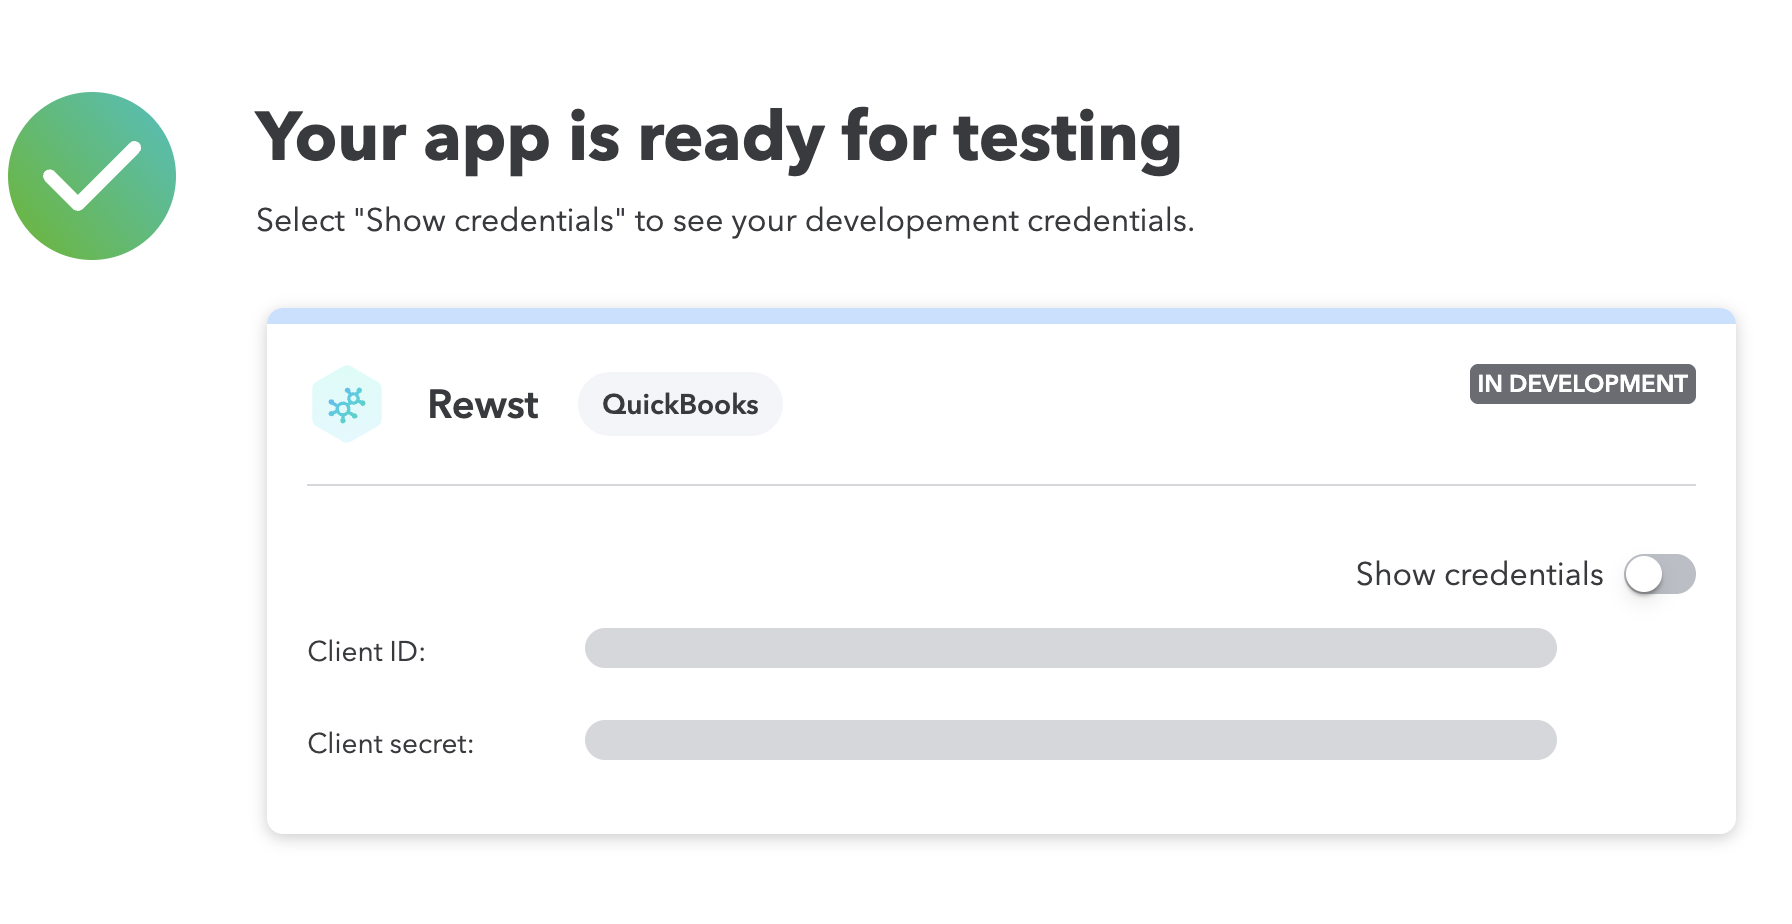 Your app is ready for testing
Select "Show credentials" to see your developement credentials.
Rewst QuickBooks IN DEVELOPMENT
Show credentials
Client ID:
Client secret: